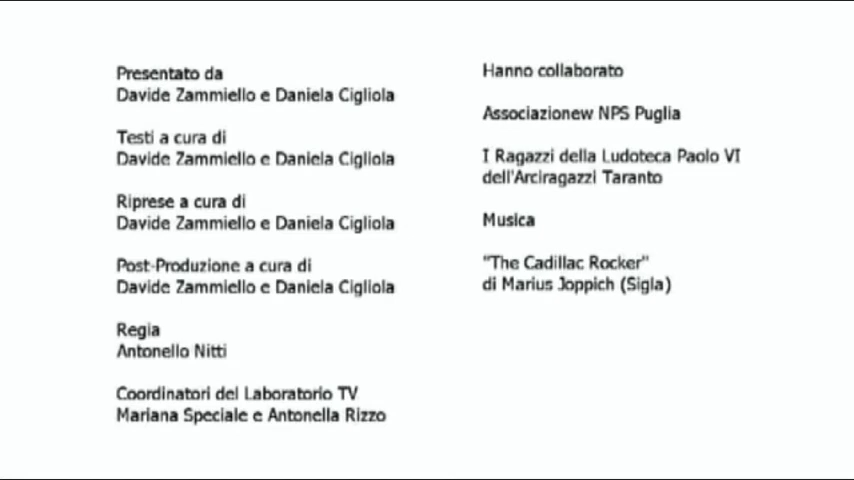 Presentato da
Davide Zammiello e Daniela Cigliola
Testi a cura di
Davide Zammiello e Daniela Cigliola
Riprese a cura di
Davide Zammiello e Daniela Cigliola
Post-Produzione a cura di
Davide Zammiello e Daniela Cigliola
Regia
Antonello Nitti
Coordinatori del Laboratorio TV
Mariana Speciale e Antonella Rizzo
Hanno collaborato
Associazionew NPS Puglia
I Ragazzi della Ludoteca Paolo VI
dell'Arciragazzi Taranto
Musica
"The Cadillac Rocker"
di Marius Joppich (Sigla)